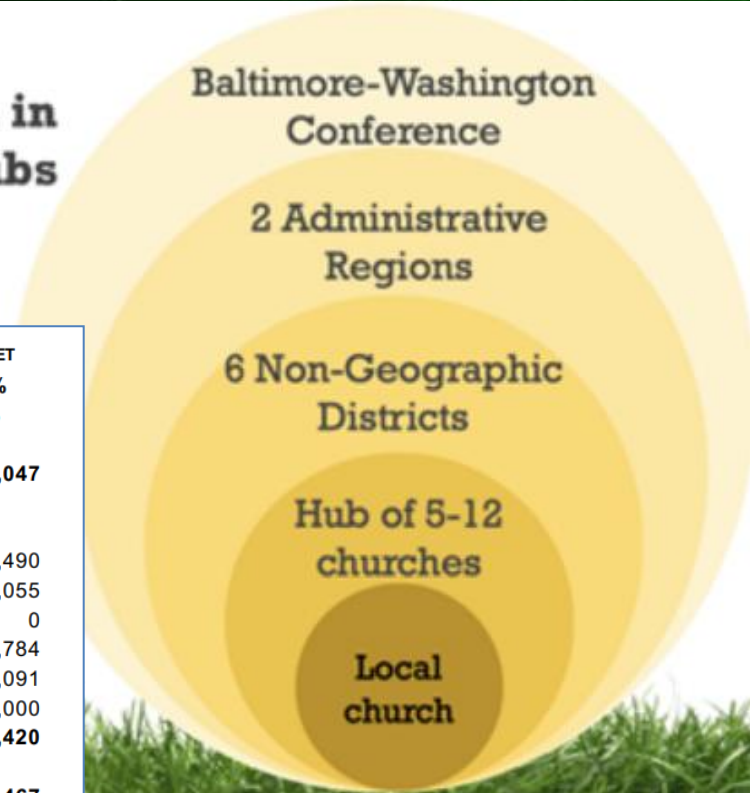 in
bs
Baltimore-Washington
Conference
2 Administrative
Regions
6 Non-Geographic
Districts
Hub of 5-12
churches
Local
church
ET
%
,047
,490
,055
0
,784
,091
,000
,420